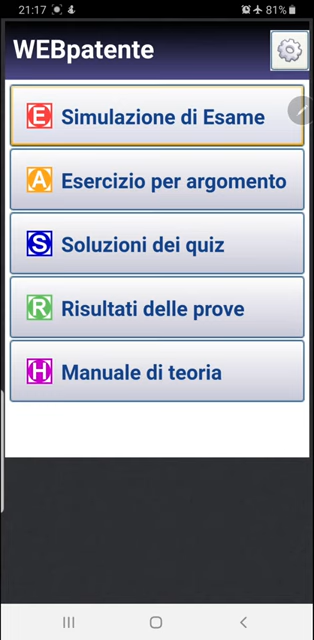 21:17 81%
WEBpatente
E Simulazione di Esame
A Esercizio per argomento
S Soluzioni dei quiz
R Risultati delle prove
H Manuale di teoria